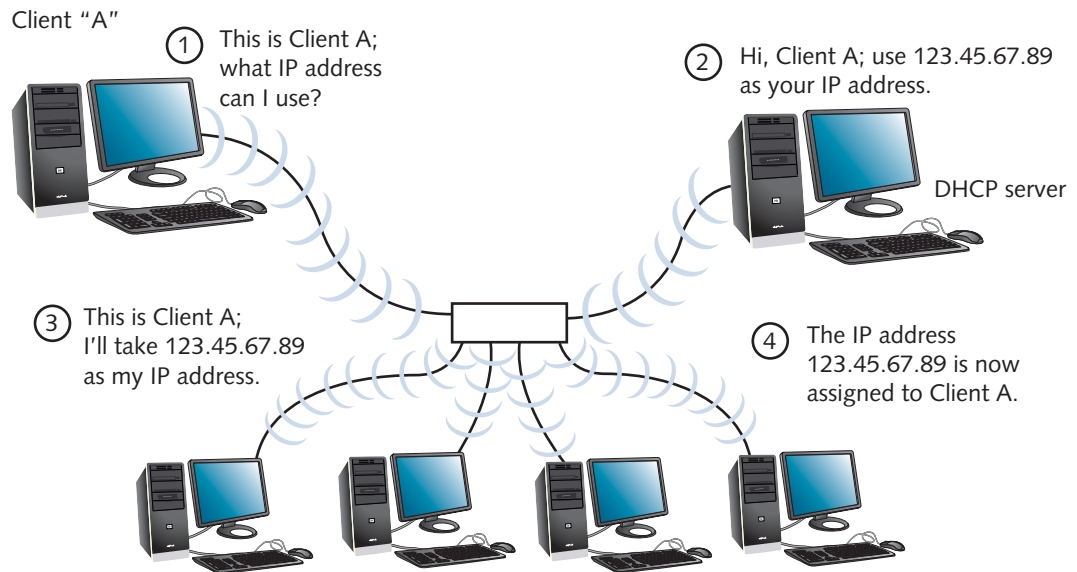 Client “A”
1
This is Client A;
what IP address
can I use?
2
Hi, Client A; use 123.45.67.89
as your IP address.
DHCP server
3
This is Client A;
I’ll take 123.45.67.89
as my IP address.
4
The IP address
123.45.67.89 is now
assigned to Client A.